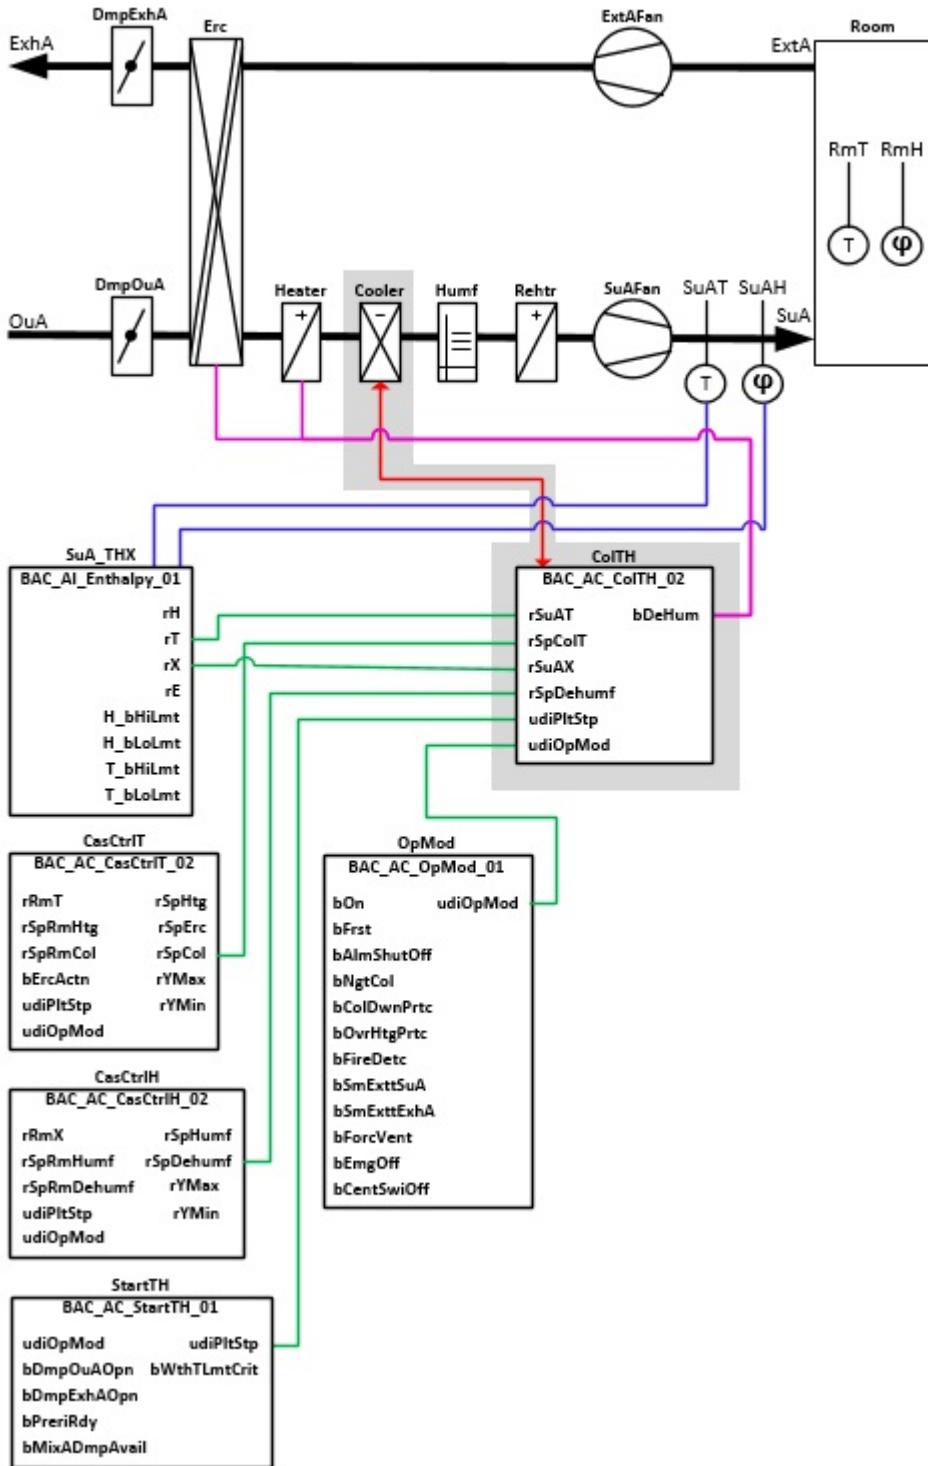 DmpExhA
Erc
ExtAFan
Room
ExhA
ExtA
RmT RmH
T φ
DmpOuA
Heater
Cooler
Humf
Rehtr
SuAFan
SuAT SuAH
OuA
SuA
+ − +
T φ
SuA_THX
BAC_AI_Enthalpy_01
rH
rT
rX
rE
H_bHiLmt
H_bLoLmt
T_bHiLmt
T_bLoLmt
ColTH
BAC_AC_ColTH_02
rSuAT bDeHum
rSpColT
rSuAX
rSpDehumf
udiPltStp
udiOpMod
CasCtrlT
BAC_AC_CasCtrlT_02
rRmT rSpHtg
rSpRmHtg rSpErc
rSpRmCol rSpCol
bErcActn rYMax
udiPltStp rYMin
udiOpMod
OpMod
BAC_AC_OpMod_01
bOn udiOpMod
bFrst
bAlmShutOff
bNgtCol
bColDwnPrtc
bOvrHtgPrtc
bFireDetc
bSmExttSuA
bSmExttExhA
bForcVent
bEmgOff
bCentSwiOff
CasCtrlH
BAC_AC_CasCtrlH_02
rRmX rSpHumf
rSpRmHumf rSpDehumf
rSpRmDehumf rYMax
udiPltStp rYMin
udiOpMod
StartTH
BAC_AC_StartTH_01
udiOpMod udiPltStp
bDmpOuAOpn bWthTLmtCrit
bDmpExhAOpn
bPreriRdy
bMixADmpAvail